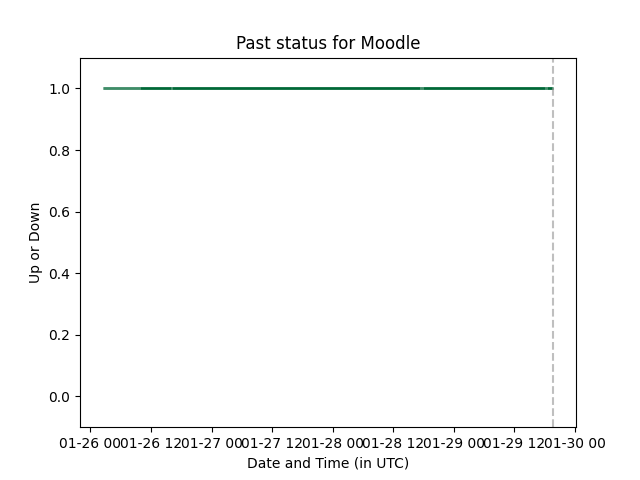 Past status for Moodle
1.0
0.8
0.6
0.4
0.2
0.0
Up or Down
01-26 00 01-26 12 01-27 00 01-27 12 01-28 00 01-28 12 01-29 00 01-29 12 01-30 00
Date and Time (in UTC)